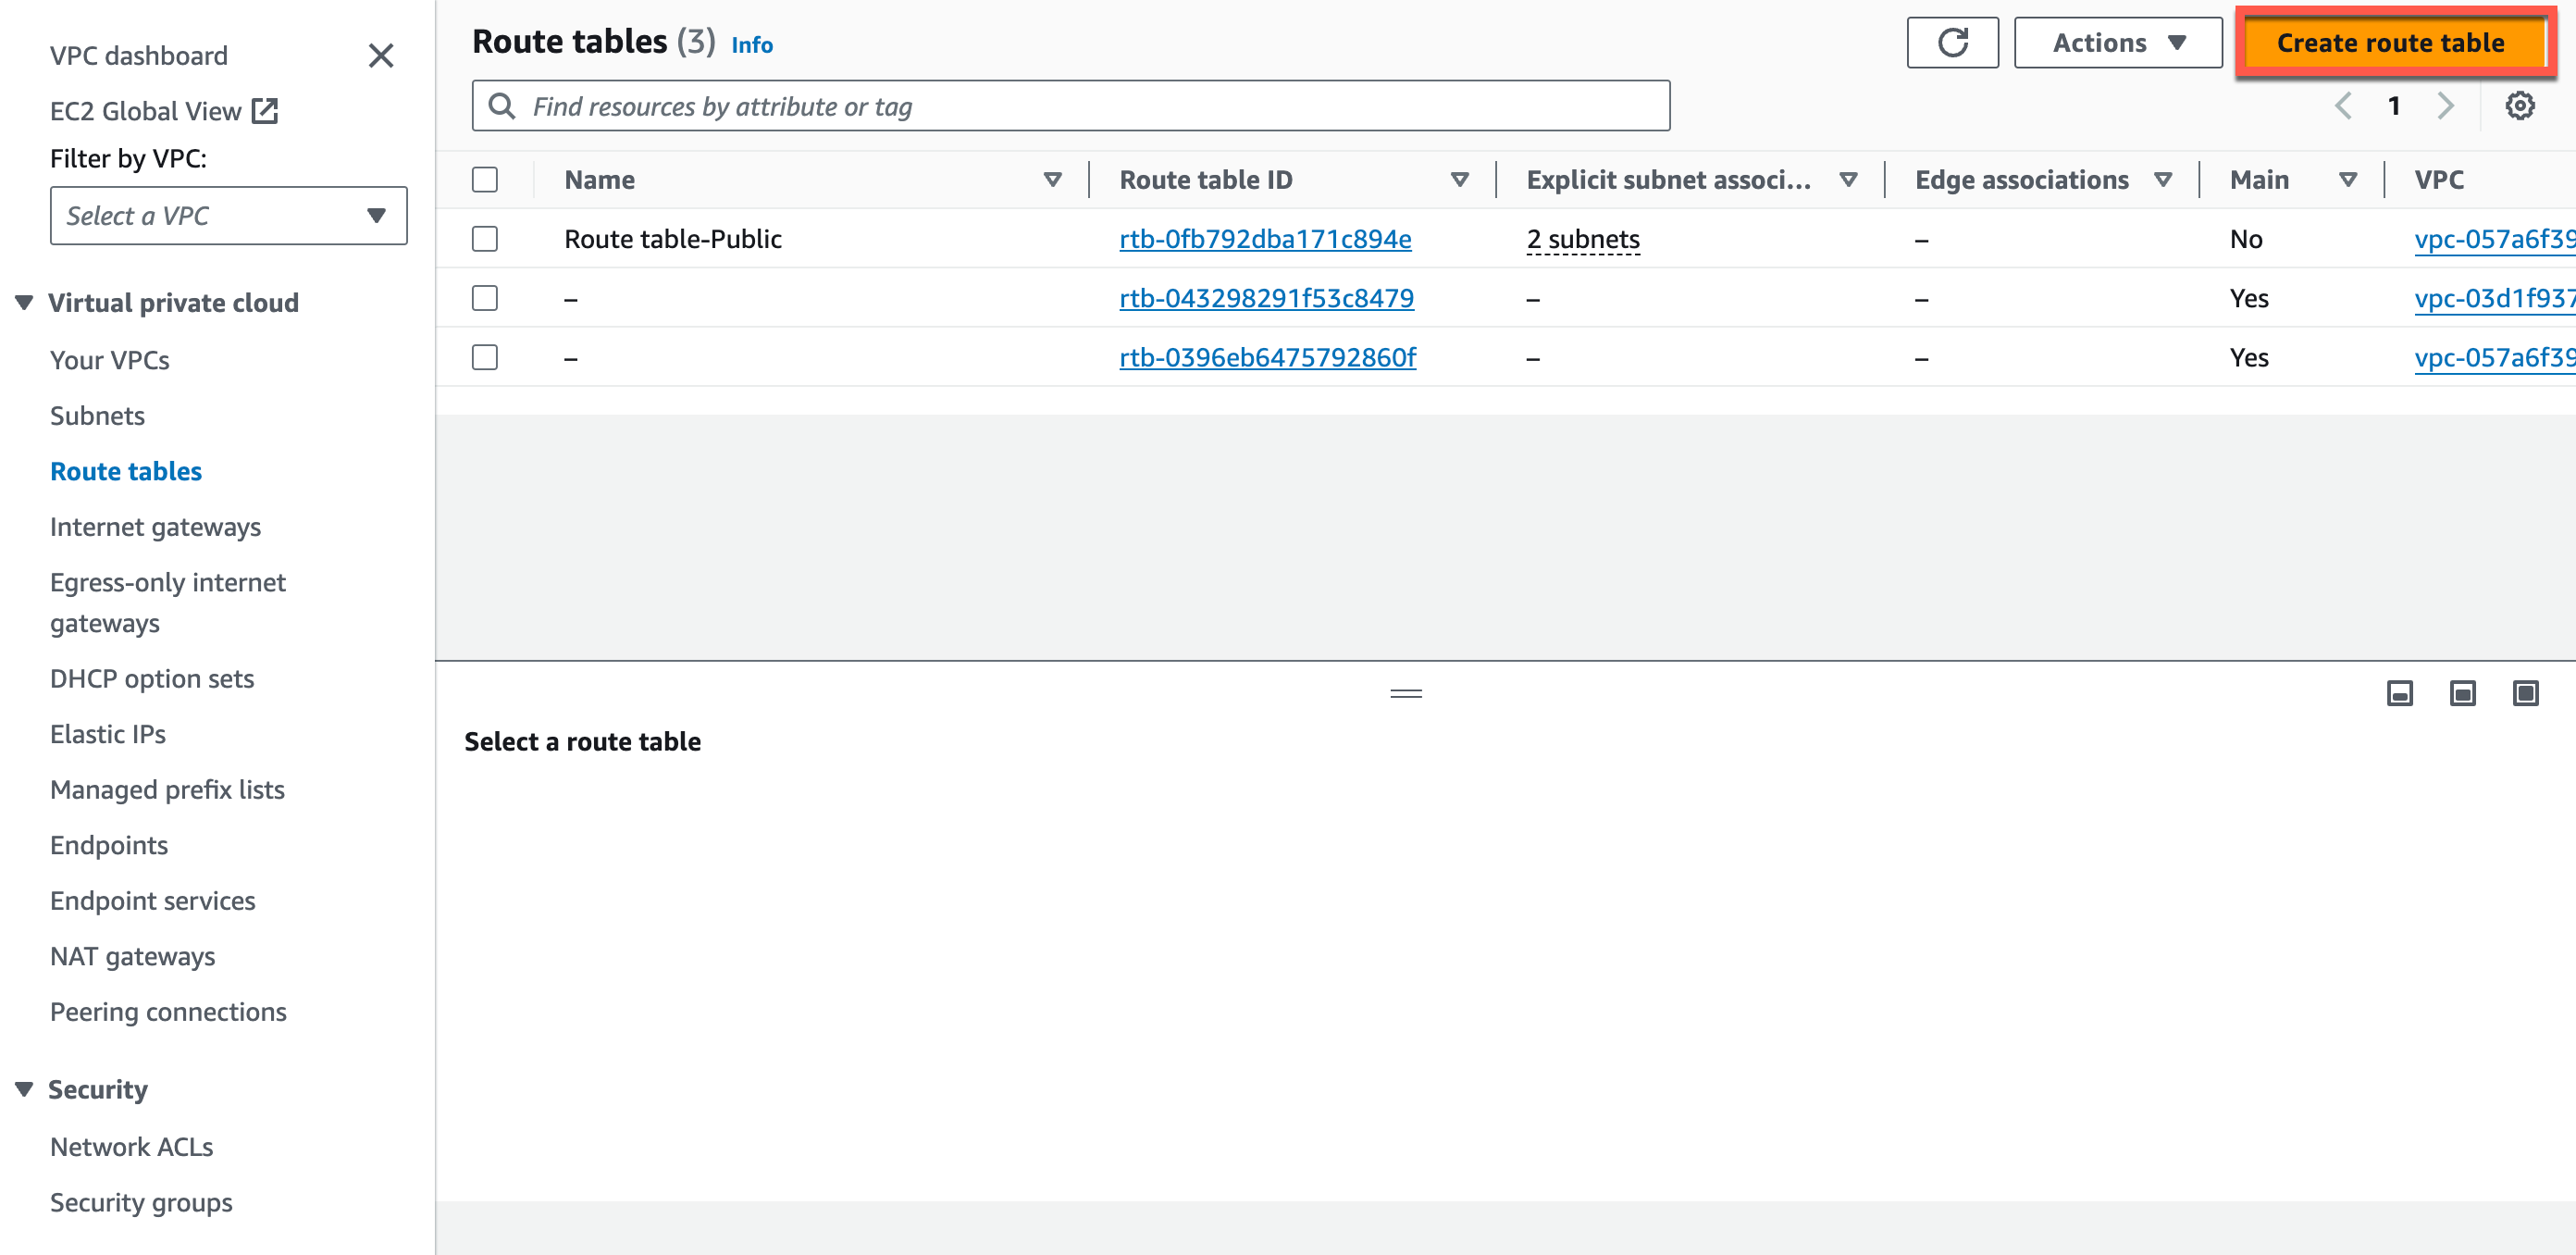 VPC dashboard
EC2 Global View
Filter by VPC:
Select a VPC
Virtual private cloud
Your VPCs
Subnets
Route tables
Internet gateways
Egress-only internet
gateways
DHCP option sets
Elastic IPs
Managed prefix lists
Endpoints
Endpoint services
NAT gateways
Peering connections
Security
Network ACLs
Security groups
Route tables (3) Info
Actions
Create route table
Find resources by attribute or tag
1
Name Route table ID Explicit subnet associ... Edge associations Main VPC
Route table-Public rtb-0fb792dba171c894e 2 subnets – No vpc-057a6f39
– rtb-043298291f53c8479 – – Yes vpc-03d1f937
– rtb-0396eb6475792860f – – Yes vpc-057a6f39
Select a route table